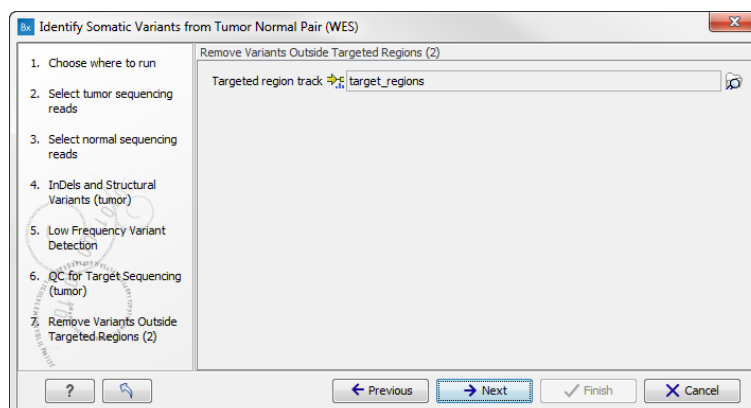 Bx Identify Somatic Variants from Tumor Normal Pair (WES)
X
1. Choose where to run
2. Select tumor sequencing
reads
3. Select normal sequencing
reads
4. InDels and Structural
Variants (tumor)
5. Low Frequency Variant
Detection
6. QC for Target Sequencing
(tumor)
7. Remove Variants Outside
Targeted Regions (2)
Remove Variants Outside Targeted Regions (2)
Targeted region track target_regions
? Previous Next Finish Cancel